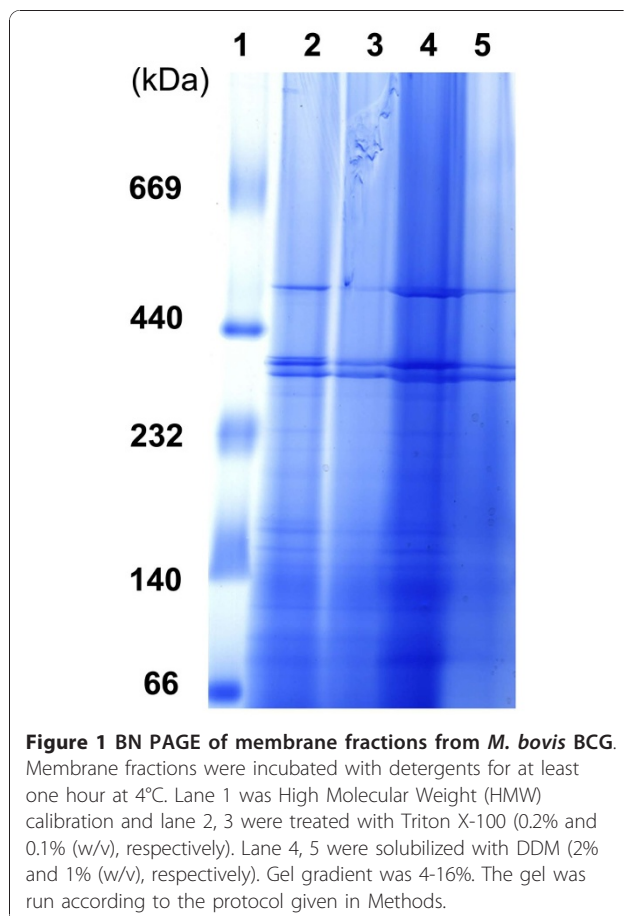 1 2 3 4 5
(kDa)
669
440
232
140
66
Figure 1 BN PAGE of membrane fractions from M. bovis BCG.
Membrane fractions were incubated with detergents for at least
one hour at 4°C. Lane 1 was High Molecular Weight (HMW)
calibration and lane 2, 3 were treated with Triton X-100 (0.2% and
0.1% (w/v), respectively). Lane 4, 5 were solubilized with DDM (2%
and 1% (w/v), respectively). Gel gradient was 4-16%. The gel was
run according to the protocol given in Methods.